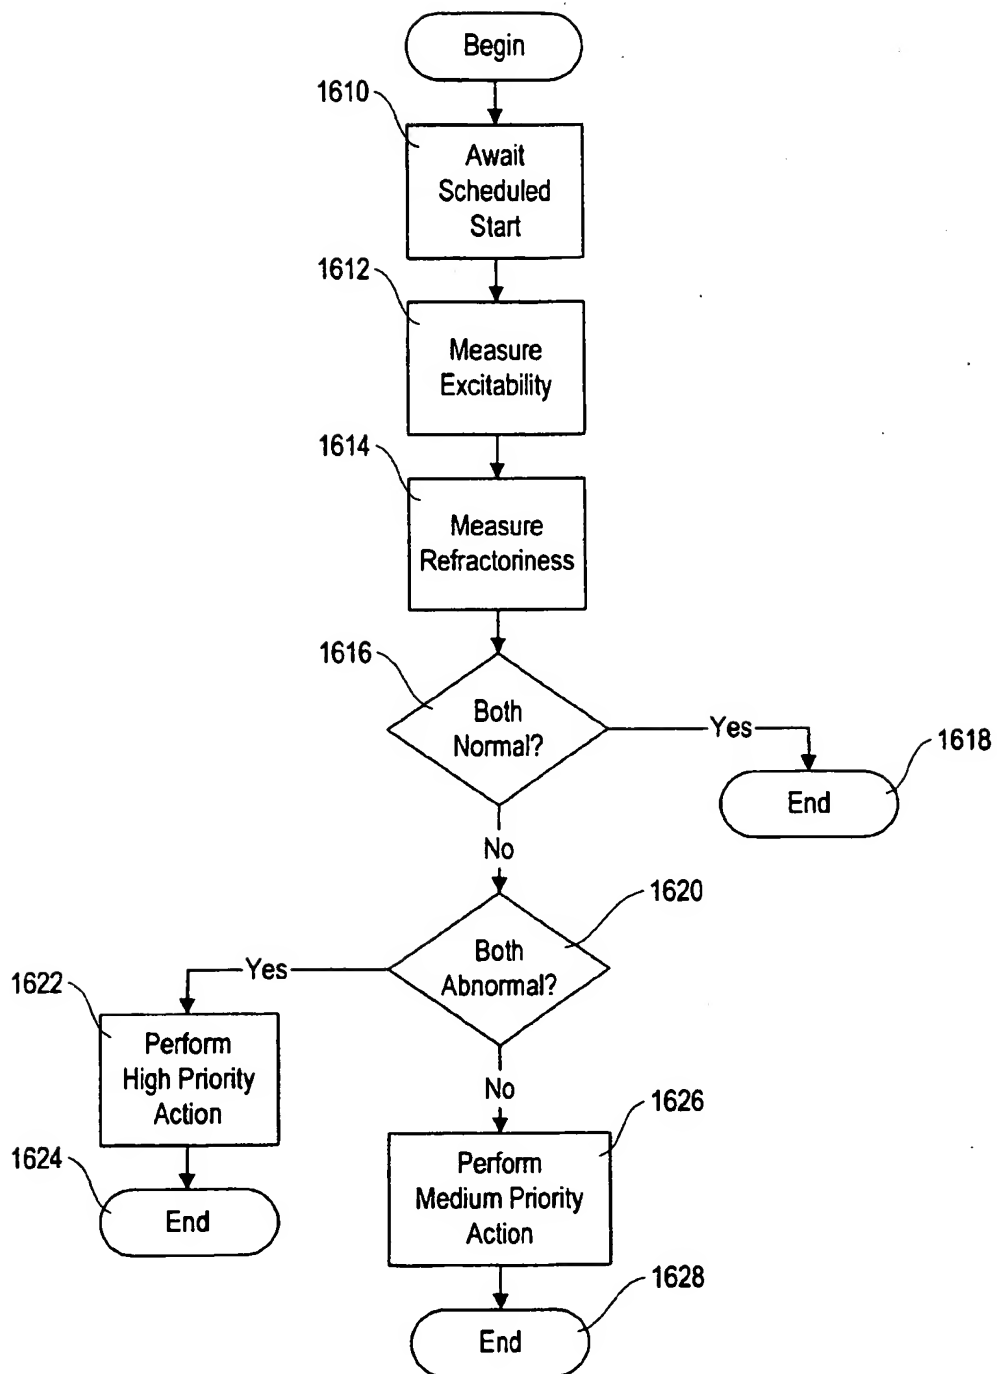 Begin
1610
Await
Scheduled
Start
1612
Measure
Excitability
1614
Measure
Refractoriness
1616
Both
Normal?
Yes
1618
End
No
1620
Both
Abnormal?
Yes
1622
Perform
High Priority
Action
No
1626
Perform
Medium Priority
Action
1624
End
1628
End